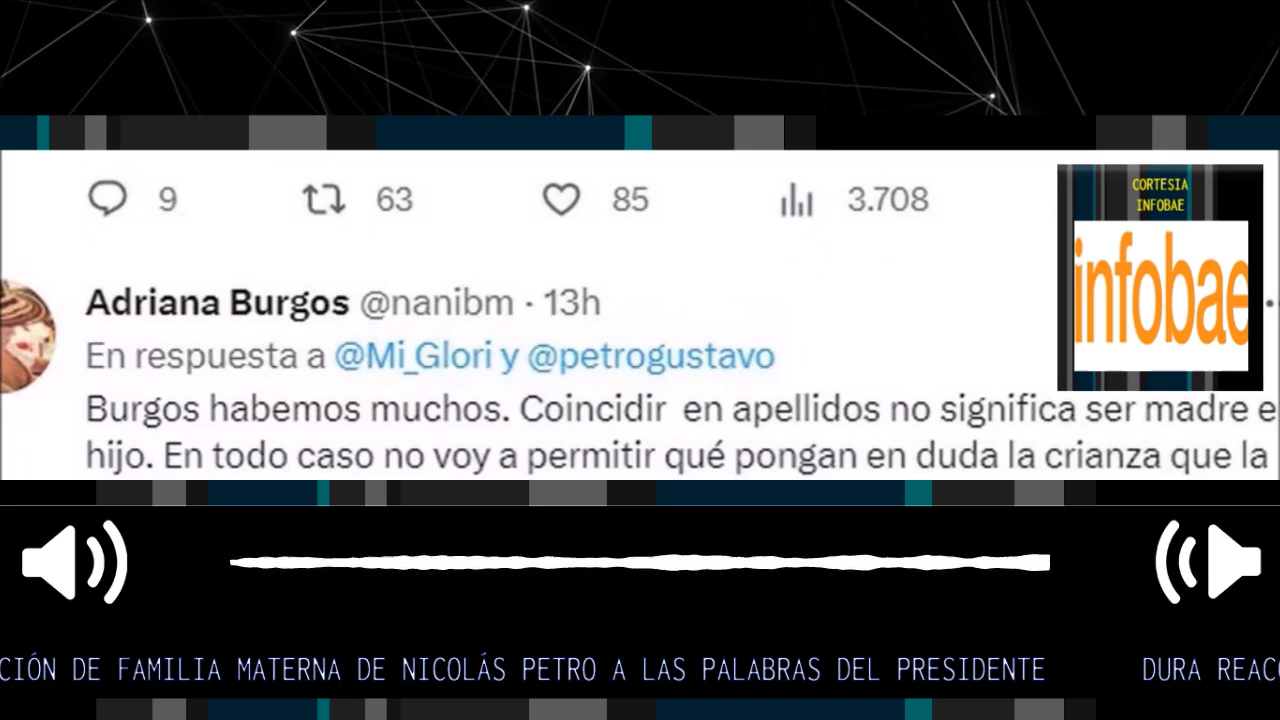 9 63 85 3.708
CORTESIA
INFOBAE
infobae
Adriana Burgos @nanibm · 13h
En respuesta a @Mi_Glori y @petrogustavo
Burgos habemos muchos. Coincidir en apellidos no significa ser madre e
hijo. En todo caso no voy a permitir qué pongan en duda la crianza que la
CIÓN DE FAMILIA MATERNA DE NICOLÁS PETRO A LAS PALABRAS DEL PRESIDENTE DURA REACC